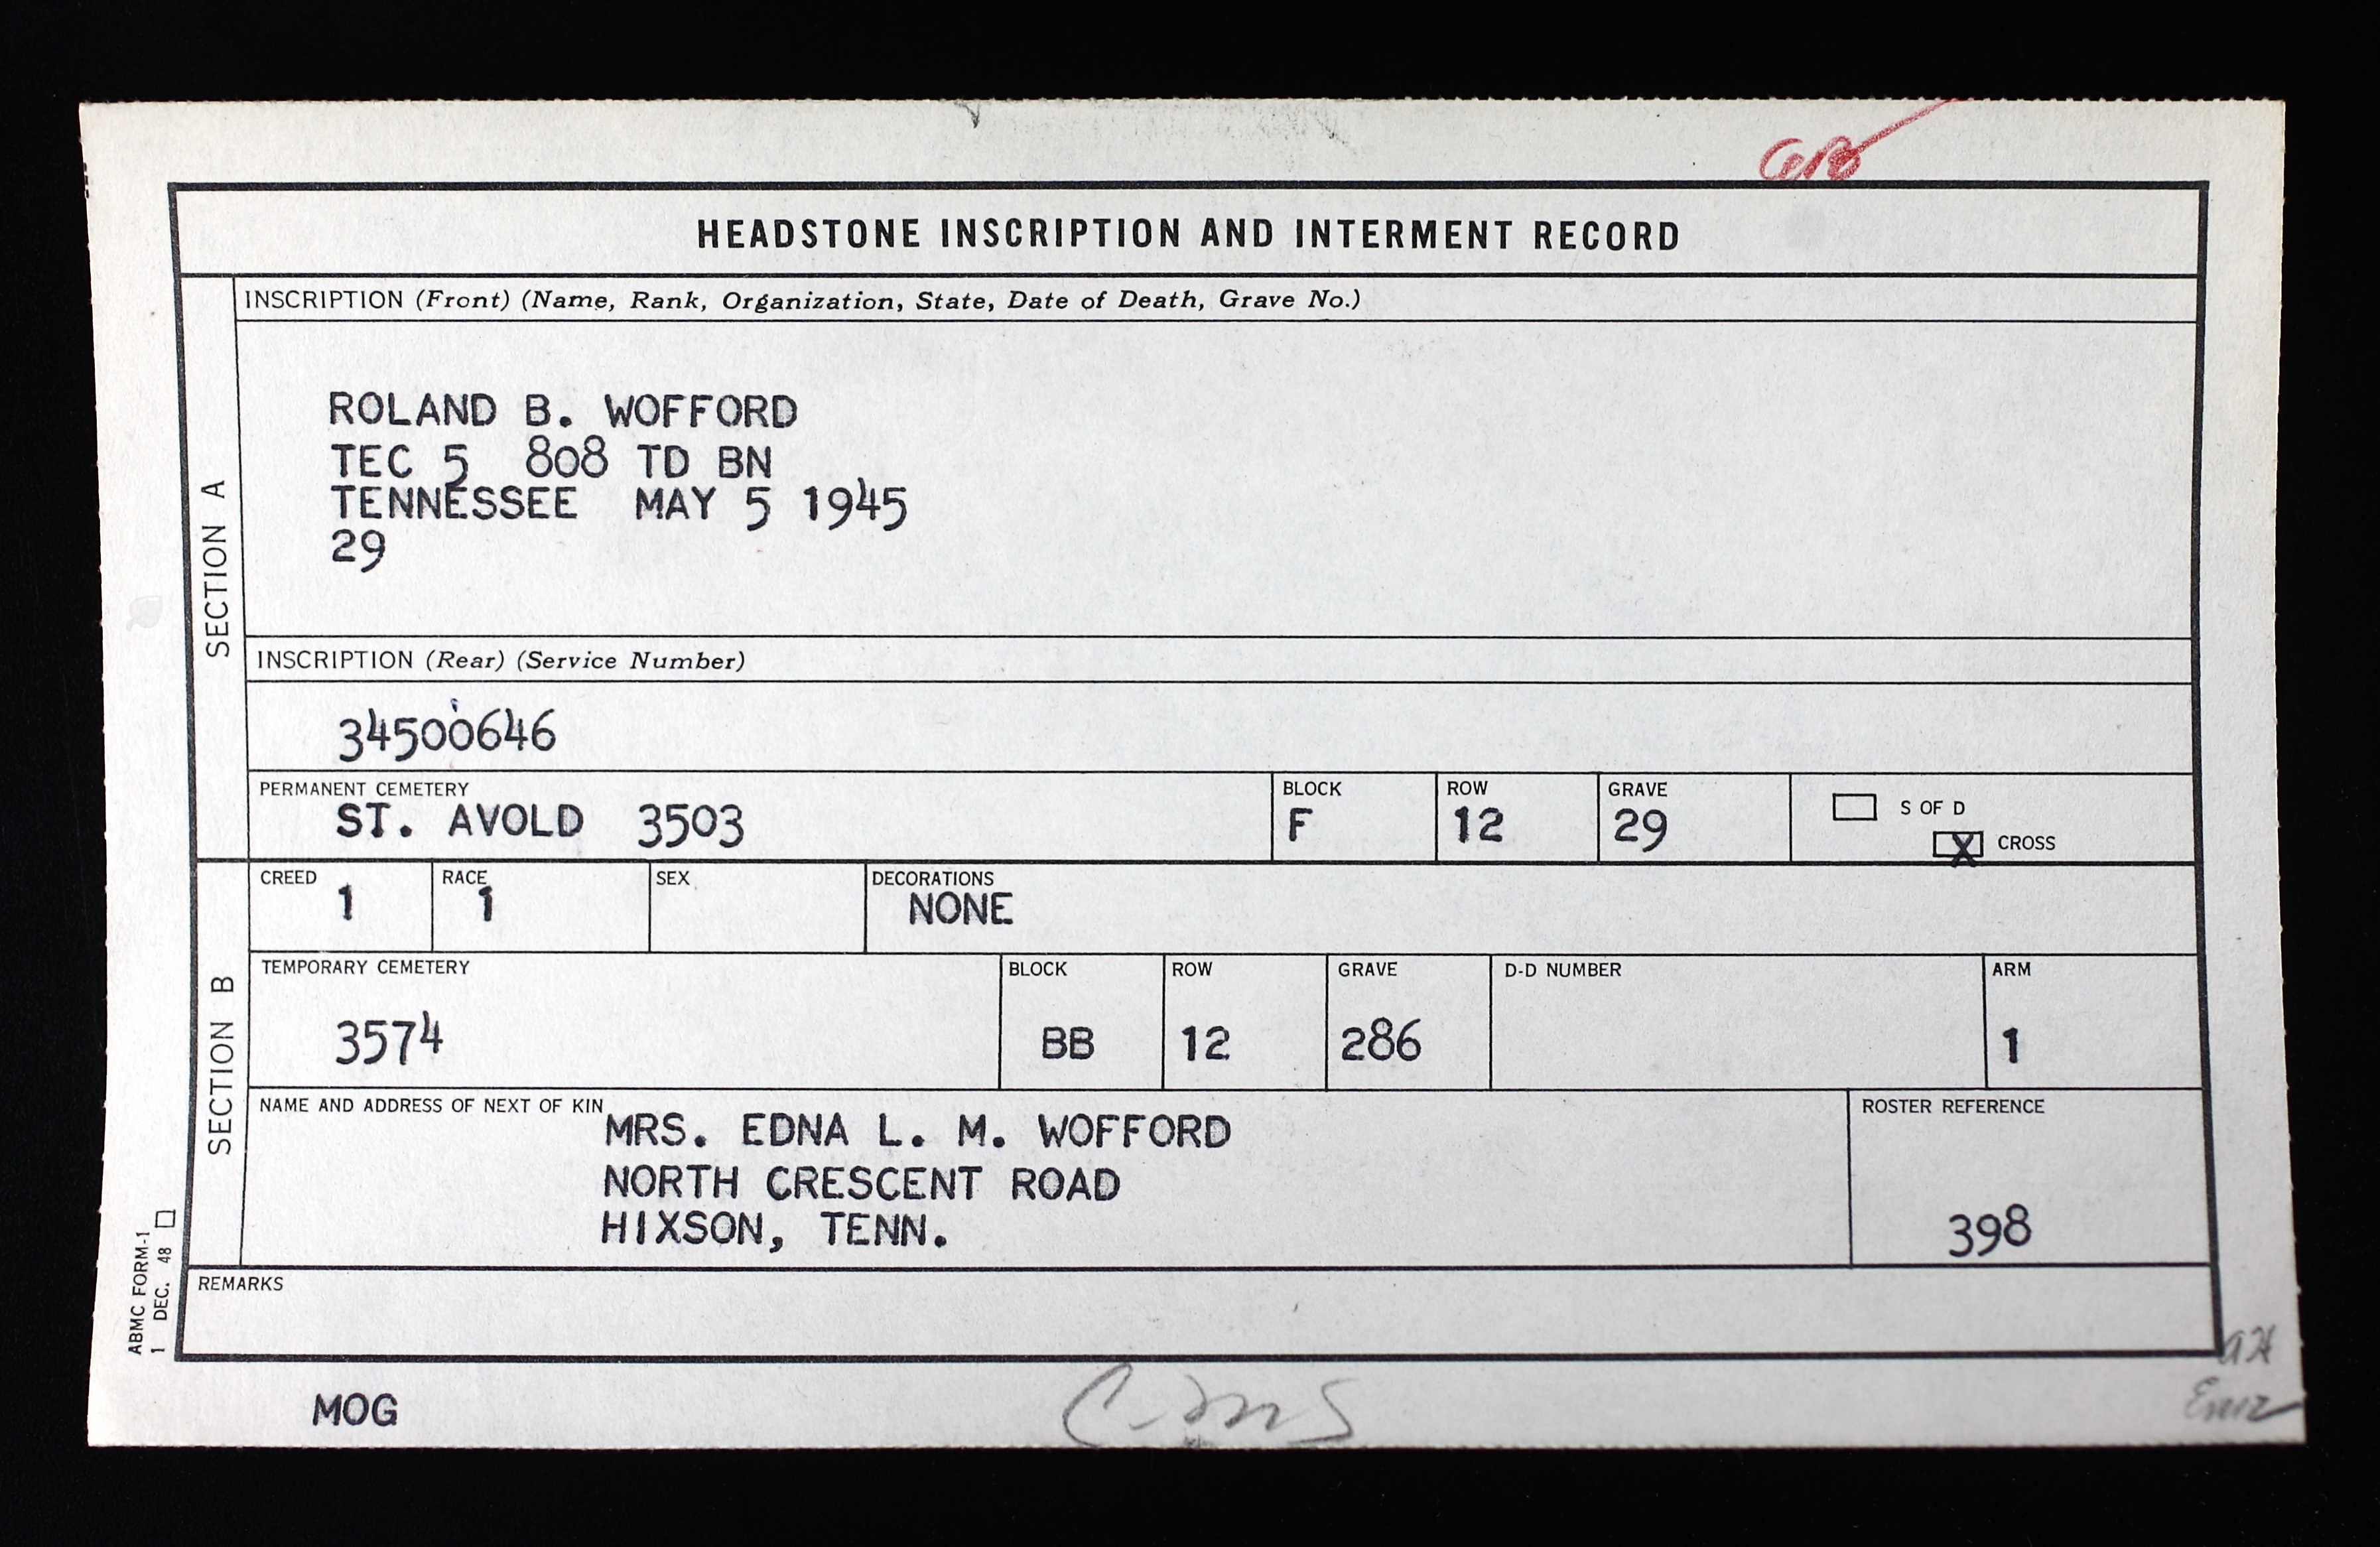 HEADSTONE INSCRIPTION AND INTERMENT RECORD
SECTION A
INSCRIPTION (Front) (Name, Rank, Organization, State, Date of Death, Grave No.)
ROLAND B. WOFFORD
TEC 5 808 TD BN
TENNESSEE MAY 5 1945
29
INSCRIPTION (Rear) (Service Number)
34500646
PERMANENT CEMETERY BLOCK ROW GRAVE
ST. AVOLD 3503 F 12 29
S OF D
X CROSS
SECTION B
CREED RACE SEX DECORATIONS
1 1 NONE
TEMPORARY CEMETERY BLOCK ROW GRAVE D-D NUMBER ARM
3574 BB 12 286 1
NAME AND ADDRESS OF NEXT OF KIN ROSTER REFERENCE
MRS. EDNA L. M. WOFFORD
NORTH CRESCENT ROAD
HIXSON, TENN. 398
REMARKS
ABMC FORM-1
1 DEC. 48
MOG